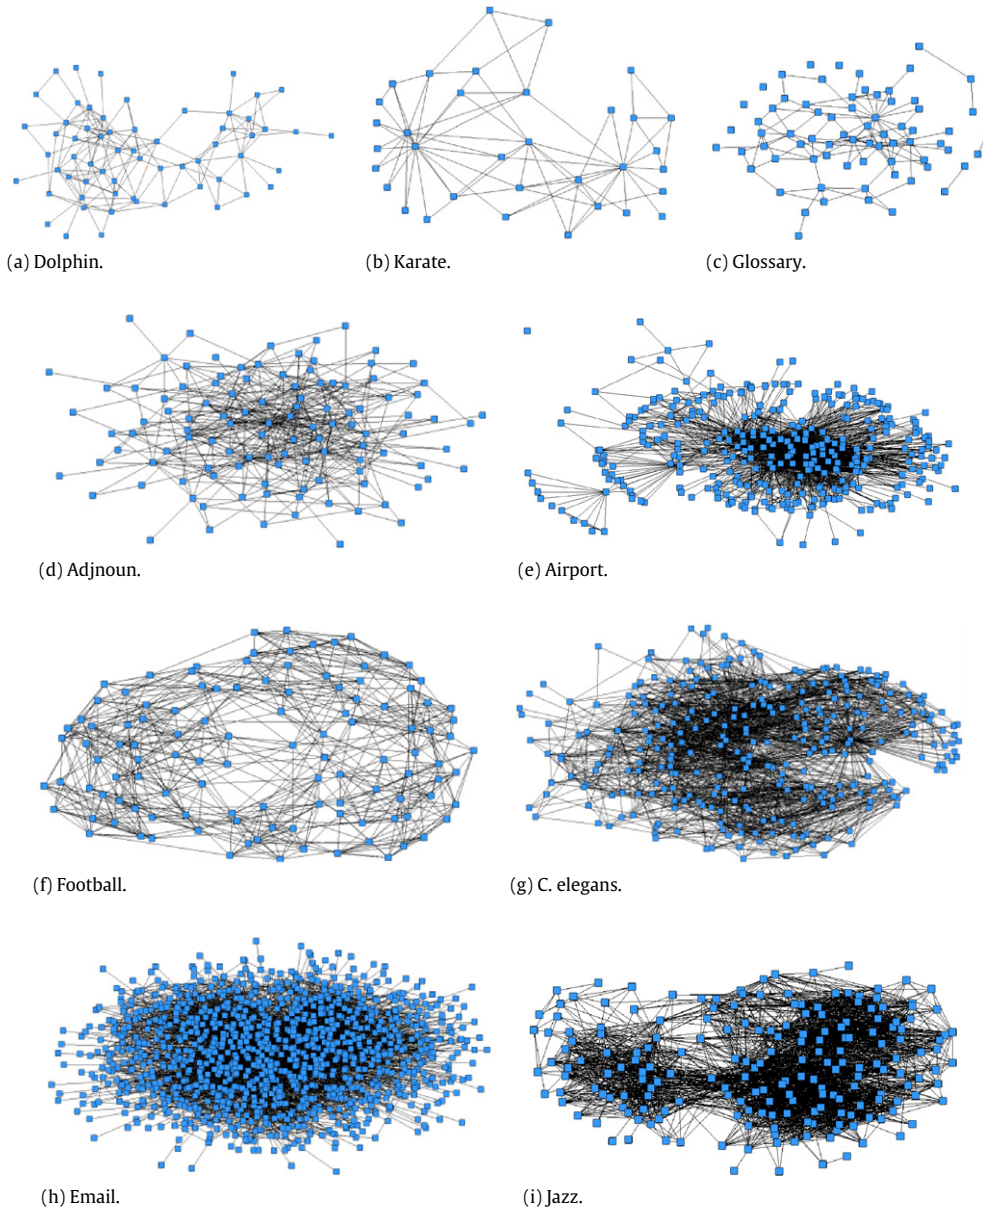 (a) Dolphin.
(b) Karate.
(c) Glossary.
(d) Adjnoun.
(e) Airport.
(f) Football.
(g) C. elegans.
(h) Email.
(i) Jazz.